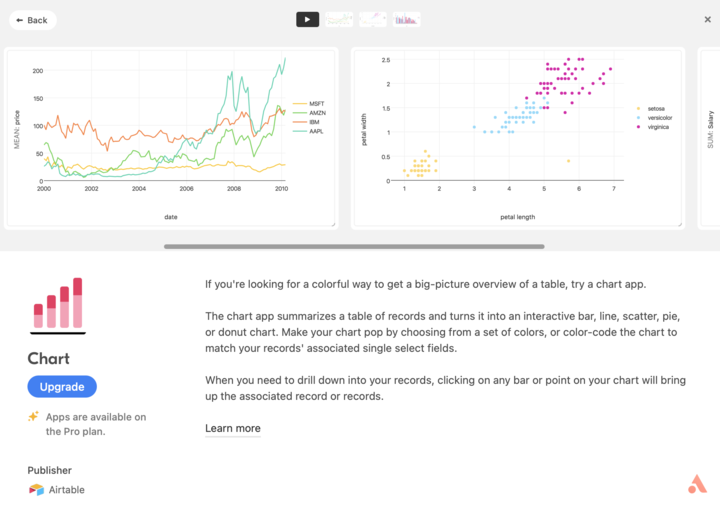 ← Back
×
MEAN: price
200
150
100
50
0
2000 2002 2004 2006 2008 2010
date
MSFT
AMZN
IBM
AAPL
petal width
2.5
2
1.5
1
0.5
0
1 2 3 4 5 6 7
petal length
setosa
versicolor
virginica
SUM: Salary
If you're looking for a colorful way to get a big-picture overview of a table, try a chart app.
The chart app summarizes a table of records and turns it into an interactive bar, line, scatter, pie,
or donut chart. Make your chart pop by choosing from a set of colors, or color-code the chart to
match your records' associated single select fields.
When you need to drill down into your records, clicking on any bar or point on your chart will bring
up the associated record or records.
Learn more
Chart
Upgrade
Apps are available on
the Pro plan.
Publisher
Airtable